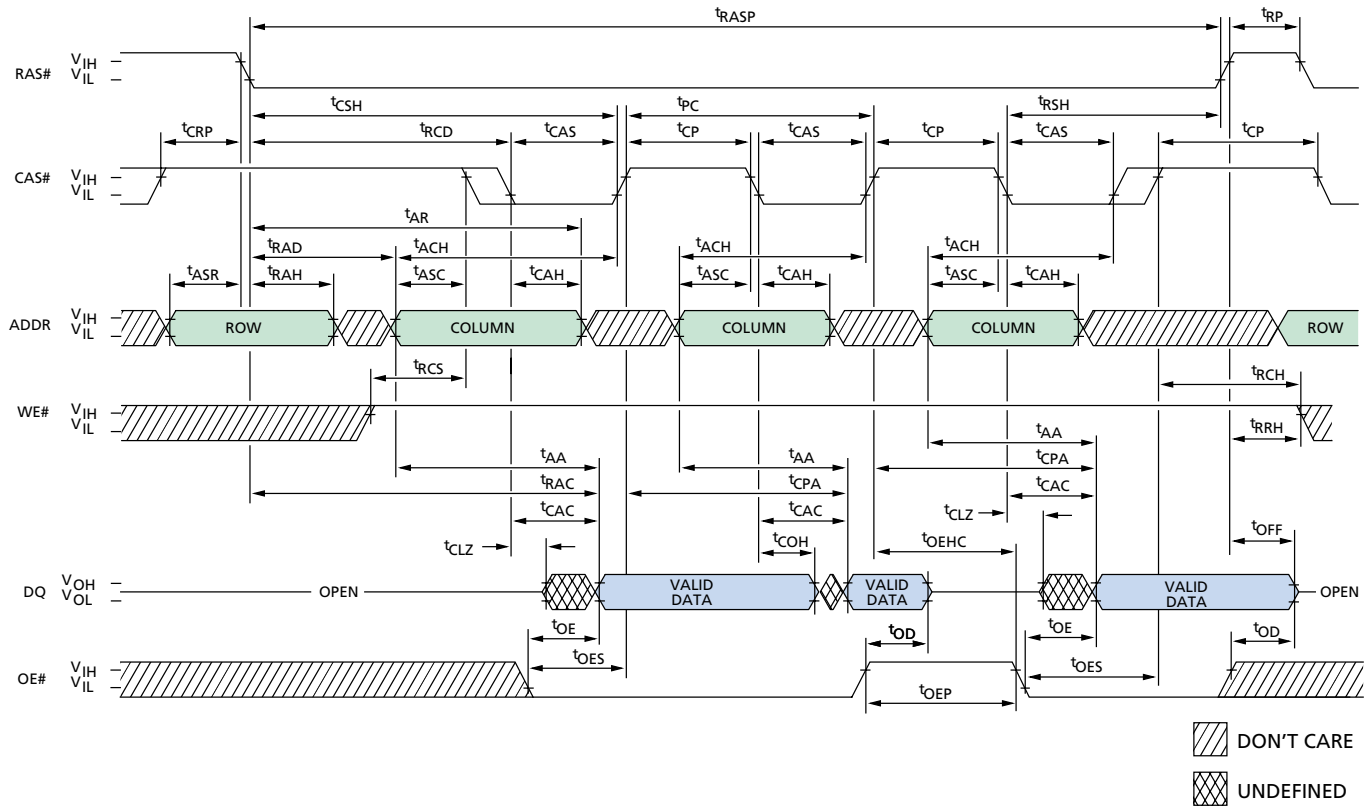 tRASP tRP
RAS# VIH
VIL
tCSH tPC tRSH
tCRP tRCD tCAS tCP tCAS tCP tCAS tCP
CAS# VIH
VIL
tAR
tRAD tACH tACH tACH
tASR tRAH tASC tCAH tASC tCAH tASC tCAH
ADDR VIH
VIL
ROW COLUMN COLUMN COLUMN ROW
tRCS tRCH
WE# VIH
VIL
tRRH
tAA tAA tAA
tRAC tCPA tCPA
tCAC tCAC tCAC
tCLZ tCOH tOEHC tCLZ tOFF
DQ VOH
VOL
OPEN VALID
DATA VALID
DATA VALID
DATA OPEN
tOE tOD tOE tOD
tOES tOES
OE# VIH
VIL
tOEP
DON'T CARE
UNDEFINED